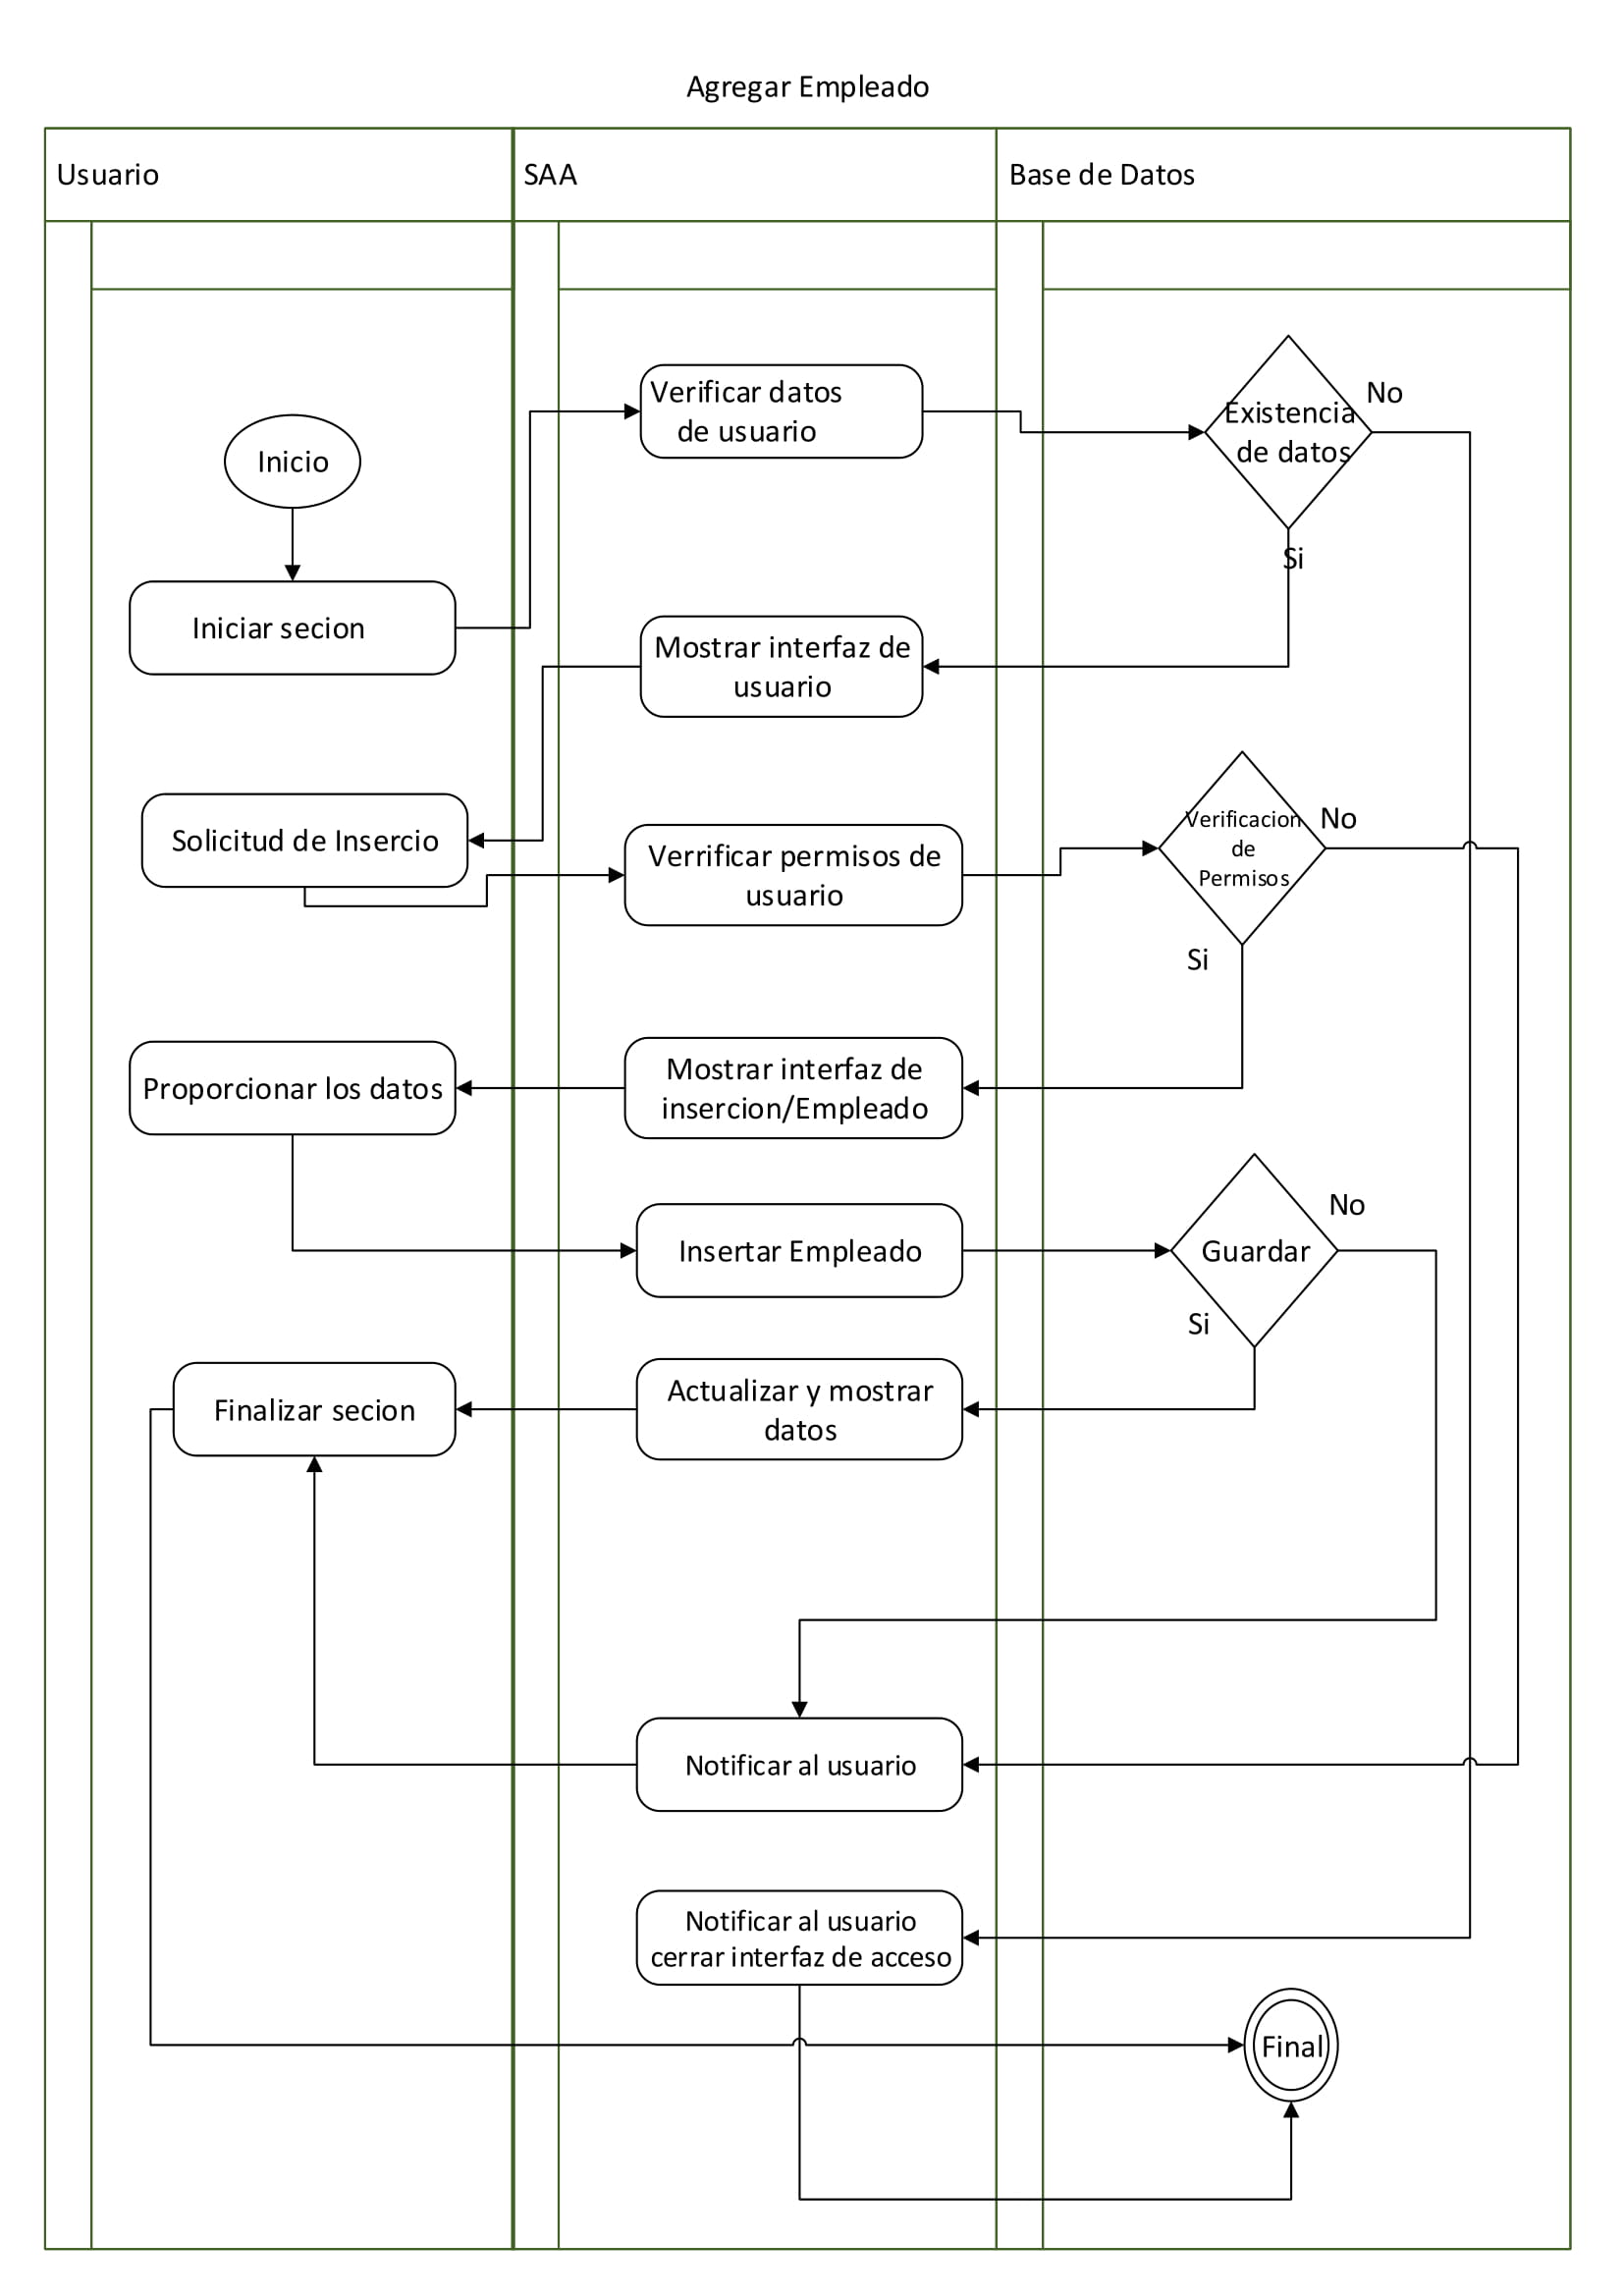 Agregar Empleado
Usuario
SAA
Base de Datos
Verificar datos
de usuario
Existencia
de datos
No
Inicio
Si
Iniciar secion
Mostrar interfaz de
usuario
Solicitud de Insercio
Verrificar permisos de
usuario
Verificacion
de
Permisos
No
Si
Proporcionar los datos
Mostrar interfaz de
insercion/Empleado
Insertar Empleado
Guardar
No
Si
Finalizar secion
Actualizar y mostrar
datos
Notificar al usuario
Notificar al usuario
cerrar interfaz de acceso
Final